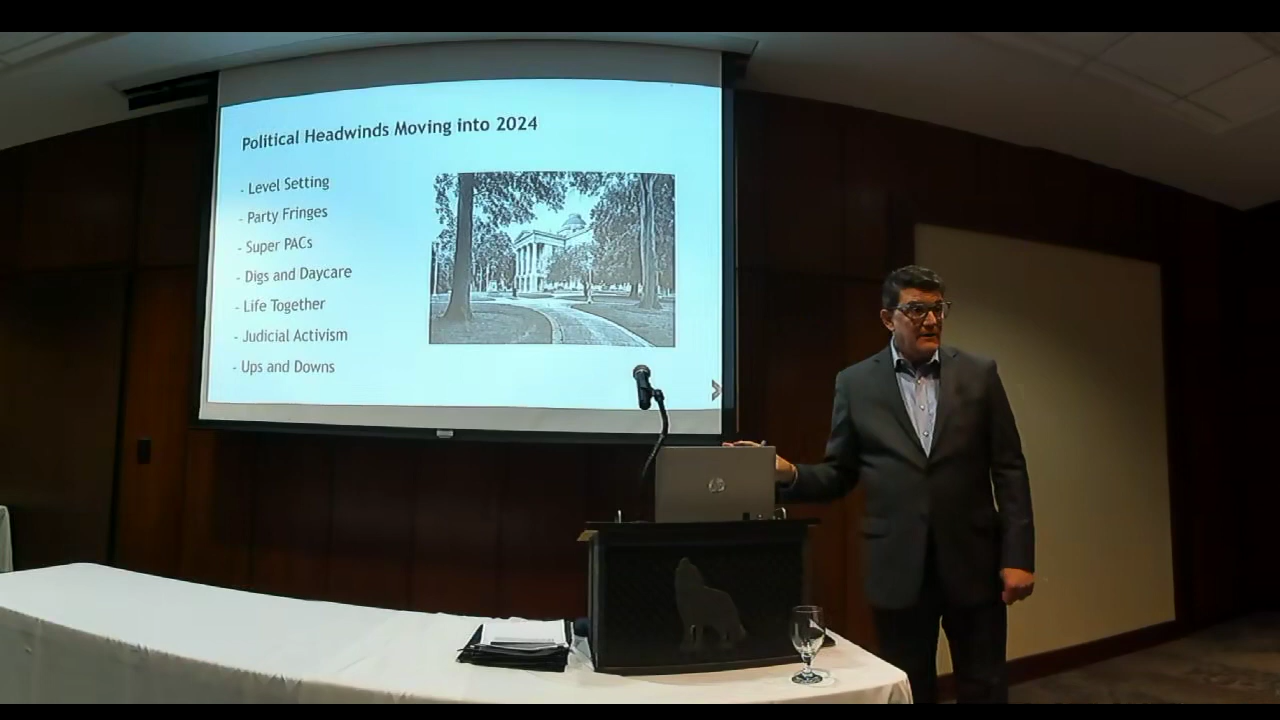 Political Headwinds Moving into 2024
- Level Setting
- Party Fringes
- Super PACs
- Digs and Daycare
- Life Together
- Judicial Activism
- Ups and Downs
hp